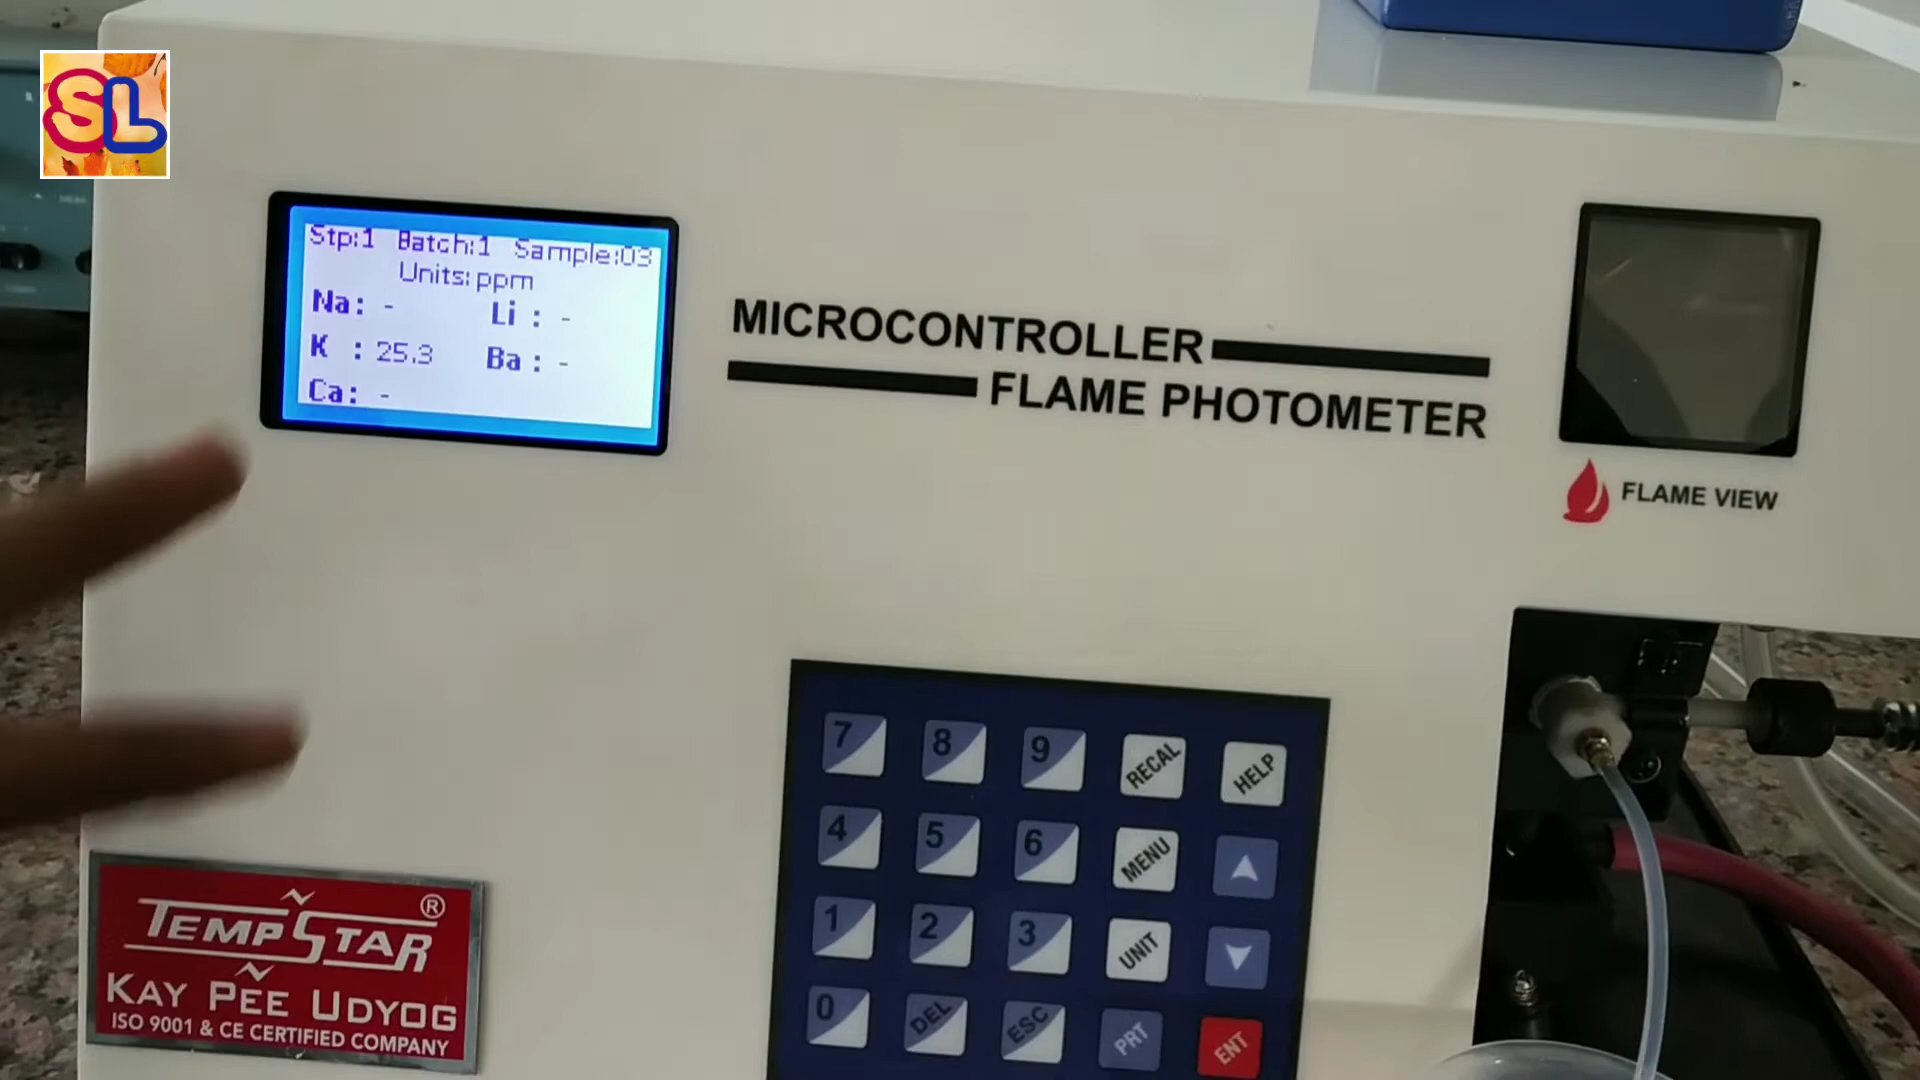 SL
Stp:1 Batch:1 Sample:03
Units:ppm
Na: - Li : -
K : 25.3 Ba : -
Ca: -
MICROCONTROLLER
FLAME PHOTOMETER
FLAME VIEW
7 8 9 RECAL HELP
4 5 6 MENU
1 2 3 UNIT
0 DEL ESC PRT ENT
TEMPSTAR ®
KAY PEE UDYOG
ISO 9001 & CE CERTIFIED COMPANY